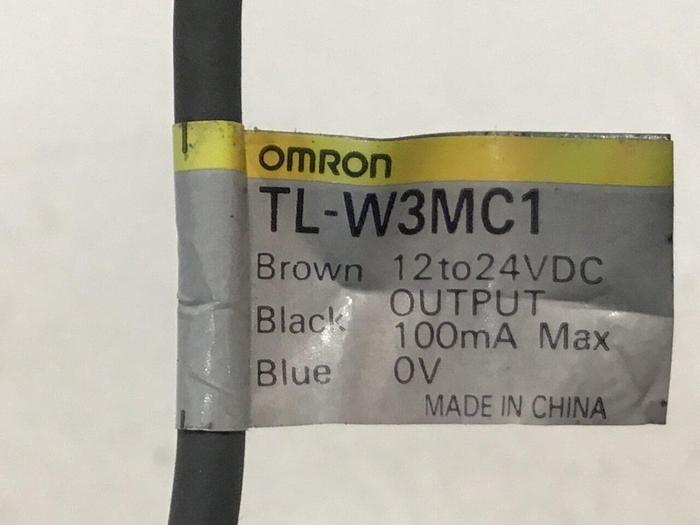 OMRON
TL-W3MC1
Brown 12to24VDC
Black OUTPUT
100mA Max
Blue 0V
MADE IN CHINA